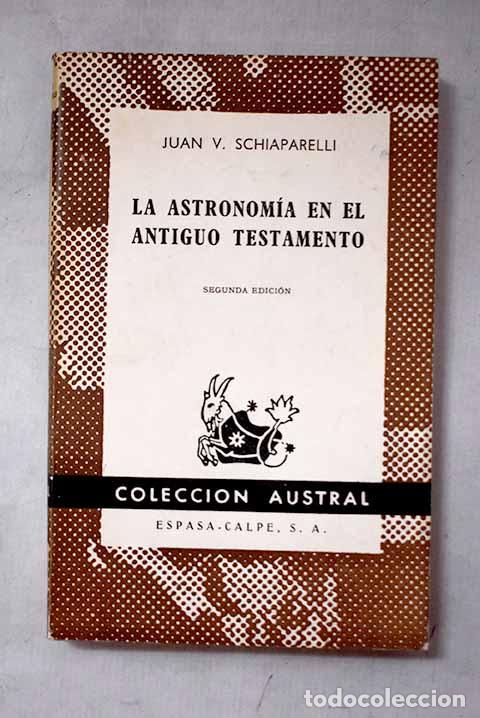 JUAN V. SCHIAPARELLI
LA ASTRONOMÍA EN EL
ANTIGUO TESTAMENTO
SEGUNDA EDICIÓN
COLECCION AUSTRAL
ESPASA-CALPE, S. A.
todocoleccion